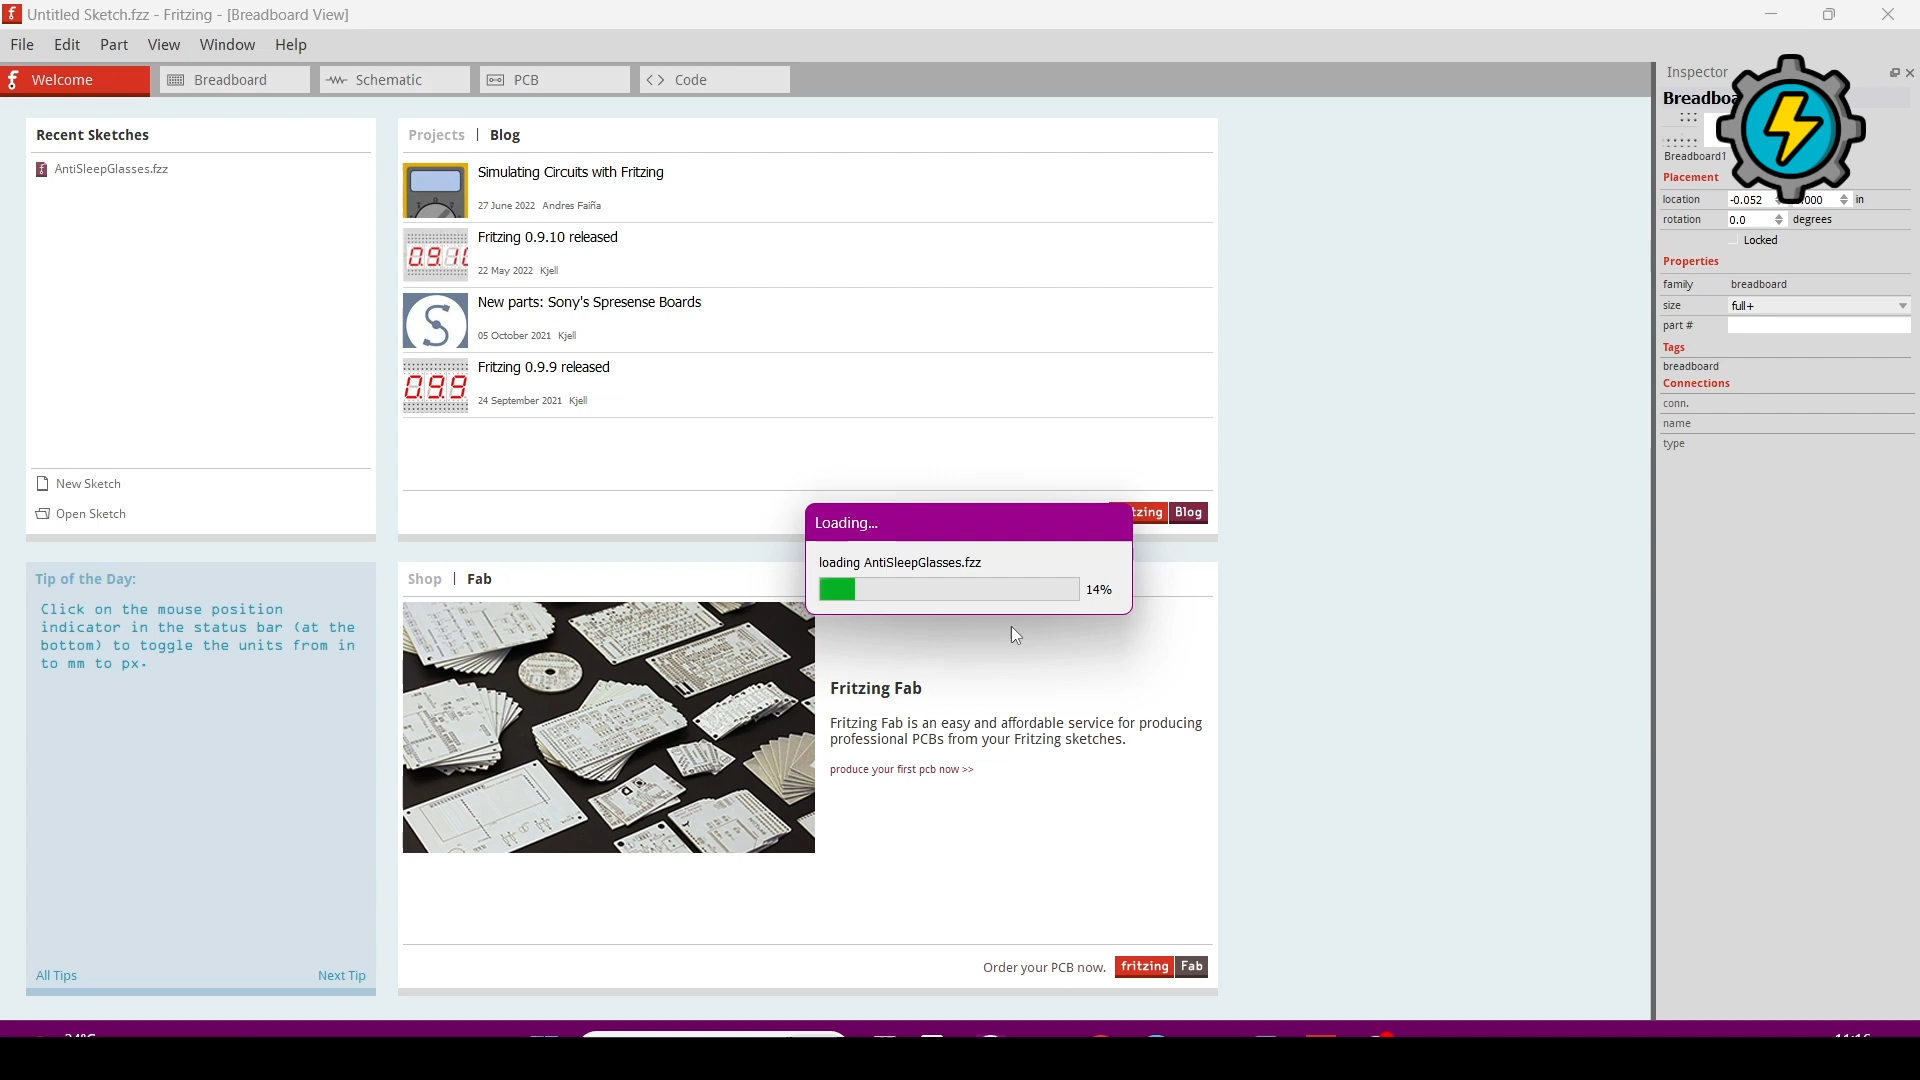 Untitled Sketch.fzz - Fritzing - [Breadboard View]
File Edit Part View Window Help
Welcome Breadboard Schematic PCB Code
Recent Sketches
AntiSleepGlasses.fzz
New Sketch
Open Sketch
Projects | Blog
Simulating Circuits with Fritzing
27 June 2022 Andres Faiña
Fritzing 0.9.10 released
22 May 2022 Kjell
New parts: Sony's Spresense Boards
05 October 2021 Kjell
0.9.9
Fritzing 0.9.9 released
24 September 2021 Kjell
Blog
Loading...
loading AntiSleepGlasses.fzz
14%
Tip of the Day:
Click on the mouse position
indicator in the status bar (at the
bottom) to toggle the units from in
to mm to px.
All Tips Next Tip
Shop | Fab
Fritzing Fab
Fritzing Fab is an easy and affordable service for producing
professional PCBs from your Fritzing sketches.
produce your first pcb now >>
Order your PCB now. fritzing Fab
Inspector
Breadboard1
Placement
location -0.052 in
rotation 0.0 degrees
Locked
Properties
family breadboard
size full+
part #
Tags
breadboard
Connections
conn.
name
type